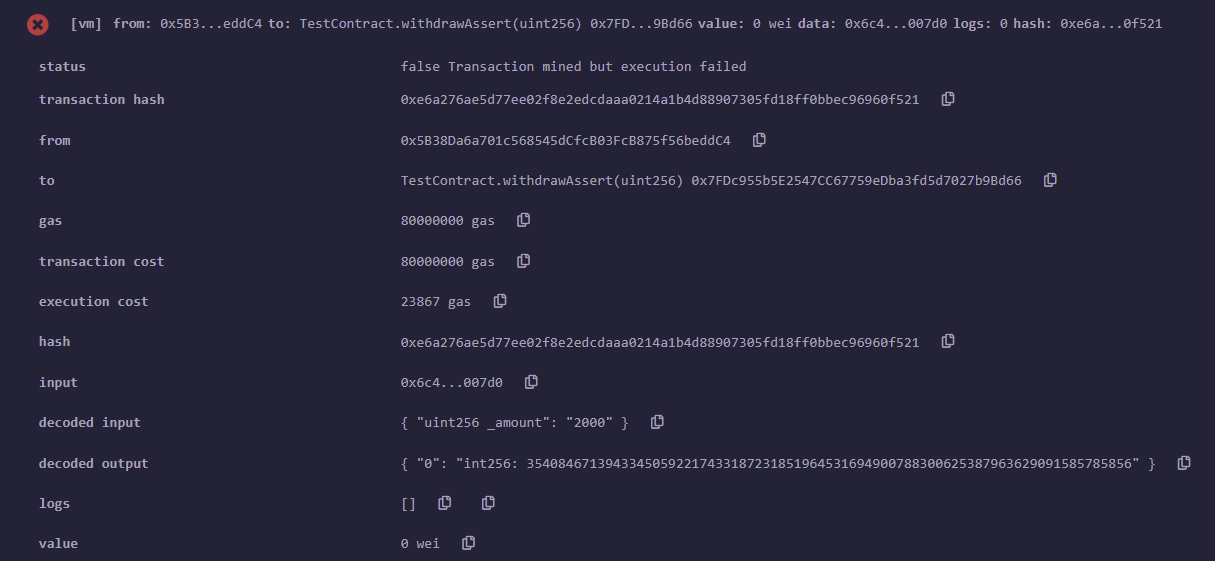 [vm] from: 0x5B3...eddC4 to: TestContract.withdrawAssert(uint256) 0x7FD...9Bd66 value: 0 wei data: 0x6c4...007d0 logs: 0 hash: 0xe6a...0f521
status false Transaction mined but execution failed
transaction hash 0xe6a276ae5d77ee02f8e2edcdaaa0214a1b4d88907305fd18ff0bbec96960f521
from 0x5B38Da6a701c568545dCfcB03FcB875f56beddC4
to TestContract.withdrawAssert(uint256) 0x7FDc955b5E2547CC67759eDba3fd5d7027b9Bd66
gas 80000000 gas
transaction cost 80000000 gas
execution cost 23867 gas
hash 0xe6a276ae5d77ee02f8e2edcdaaa0214a1b4d88907305fd18ff0bbec96960f521
input 0x6c4...007d0
decoded input { "uint256 _amount": "2000" }
decoded output { "0": "int256: 35408467139433450592217433187231851964531694900788300625387963629091585785856" }
logs []
value 0 wei